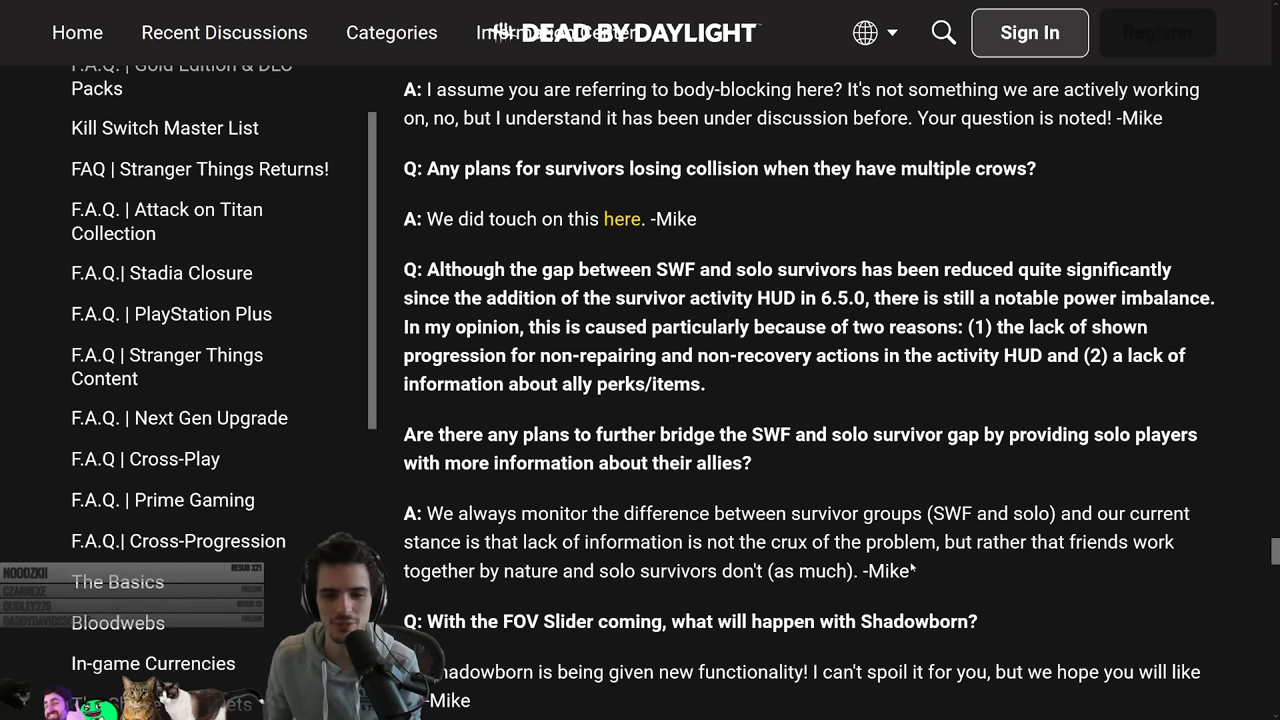 Home
Recent Discussions
Categories
DEAD BY DAYLIGHT
Sign In
Register
F.A.Q. | Gold Edition & DLC
Packs
Kill Switch Master List
FAQ | Stranger Things Returns!
F.A.Q. | Attack on Titan
Collection
F.A.Q.| Stadia Closure
F.A.Q. | PlayStation Plus
F.A.Q | Stranger Things
Content
F.A.Q. | Next Gen Upgrade
F.A.Q | Cross-Play
F.A.Q. | Prime Gaming
F.A.Q.| Cross-Progression
The Basics
Bloodwebs
In-game Currencies
A: I assume you are referring to body-blocking here? It's not something we are actively working
on, no, but I understand it has been under discussion before. Your question is noted! -Mike
Q: Any plans for survivors losing collision when they have multiple crows?
A: We did touch on this here. -Mike
Q: Although the gap between SWF and solo survivors has been reduced quite significantly
since the addition of the survivor activity HUD in 6.5.0, there is still a notable power imbalance.
In my opinion, this is caused particularly because of two reasons: (1) the lack of shown
progression for non-repairing and non-recovery actions in the activity HUD and (2) a lack of
information about ally perks/items.
Are there any plans to further bridge the SWF and solo survivor gap by providing solo players
with more information about their allies?
A: We always monitor the difference between survivor groups (SWF and solo) and our current
stance is that lack of information is not the crux of the problem, but rather that friends work
together by nature and solo survivors don't (as much). -Mike
Q: With the FOV Slider coming, what will happen with Shadowborn?
hadowborn is being given new functionality! I can't spoil it for you, but we hope you will like
-Mike
NOODZKII
RESUB X21
CZARHEXE
FOLLOW
DUDLEY279
RESUB X2
FOLLOW